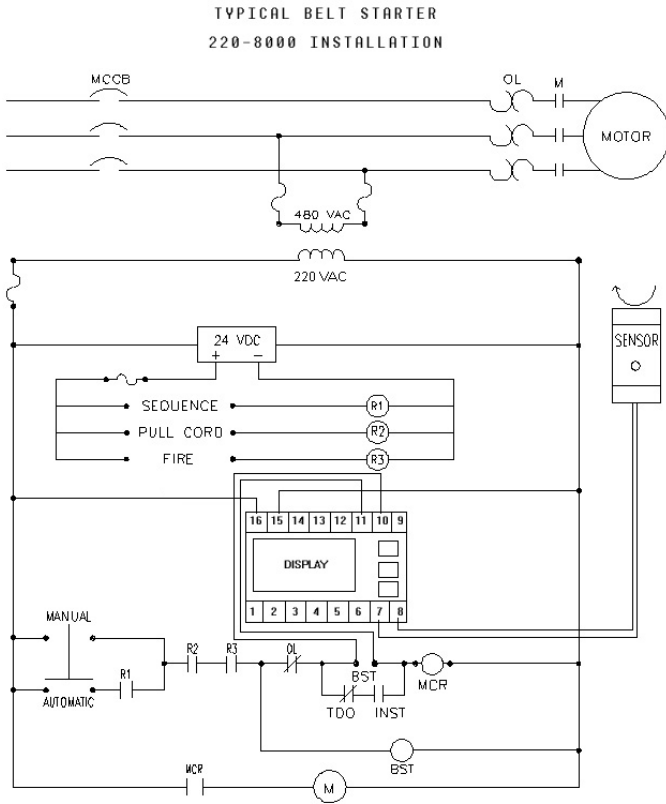 TYPICAL BELT STARTER
220-8000 INSTALLATION
MCCB
OL
M
MOTOR
480 VAC
220 VAC
24 VDC
+ −
SENSOR
SEQUENCE
R1
PULL CORD
R2
FIRE
R3
16 15 14 13 12 11 10 9
DISPLAY
1 2 3 4 5 6 7 8
MANUAL
R2 R3 OL
R1
BST
MCR
AUTOMATIC
TDO INST
BST
MCR
M